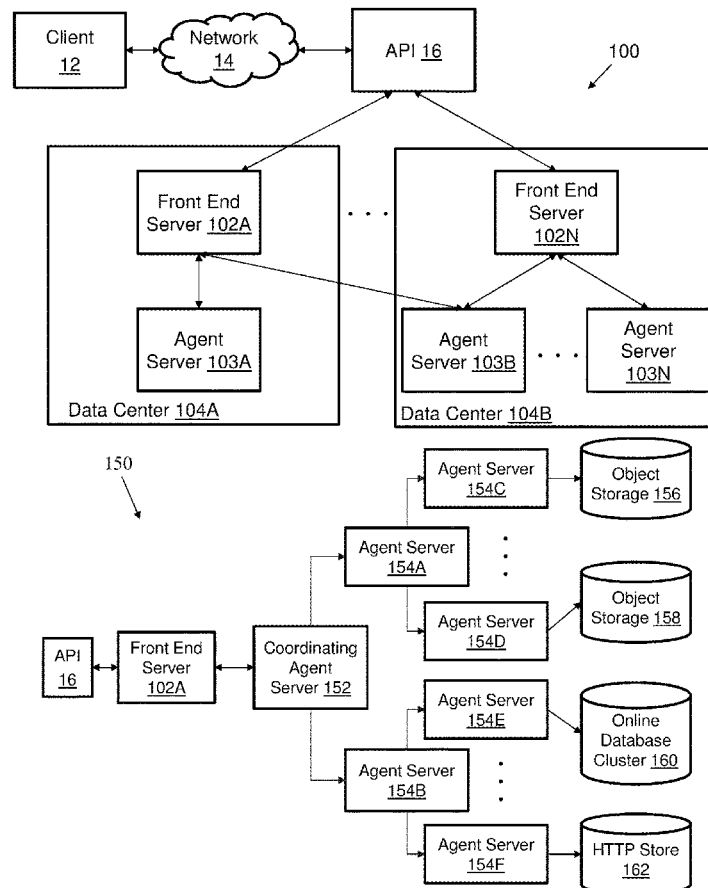 Client
12
Network
14
API 16
100
Front End
Server 102A
. . .
Front End
Server
102N
Agent
Server 103A
Agent
Server 103B
. . .
Agent
Server
103N
Data Center 104A
Data Center 104B
150
Agent Server
154C
Object
Storage 156
Agent Server
154A
Agent Server
154D
Object
Storage 158
API
16
Front End
Server
102A
Coordinating
Agent
Server 152
Agent Server
154E
Online
Database
Cluster 160
Agent Server
154B
Agent Server
154F
HTTP Store
162